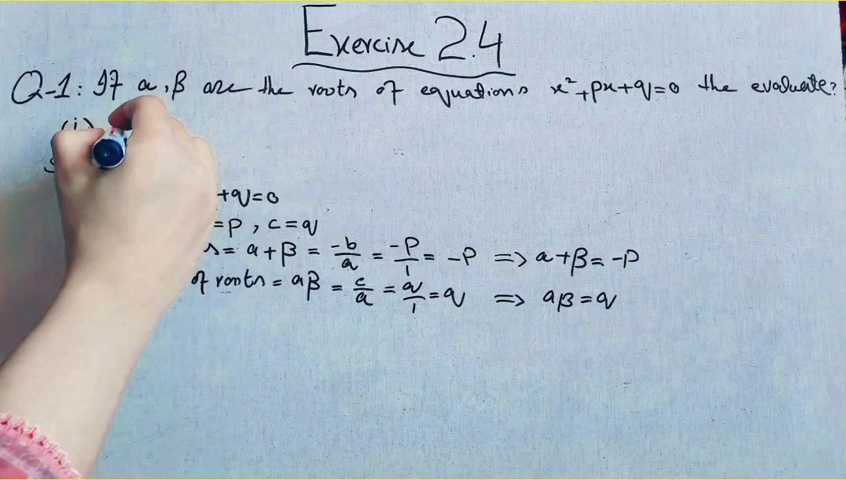 Exercise 2.4
Q-1: If α, β are the roots of equations x²+px+q=0 the evaluate?
(i)
+q=0
=p, c=q
s= α+β = -b/a = -p/1 = -p => α+β=-p
of roots = αβ = c/a = q/1 = q => αβ=q